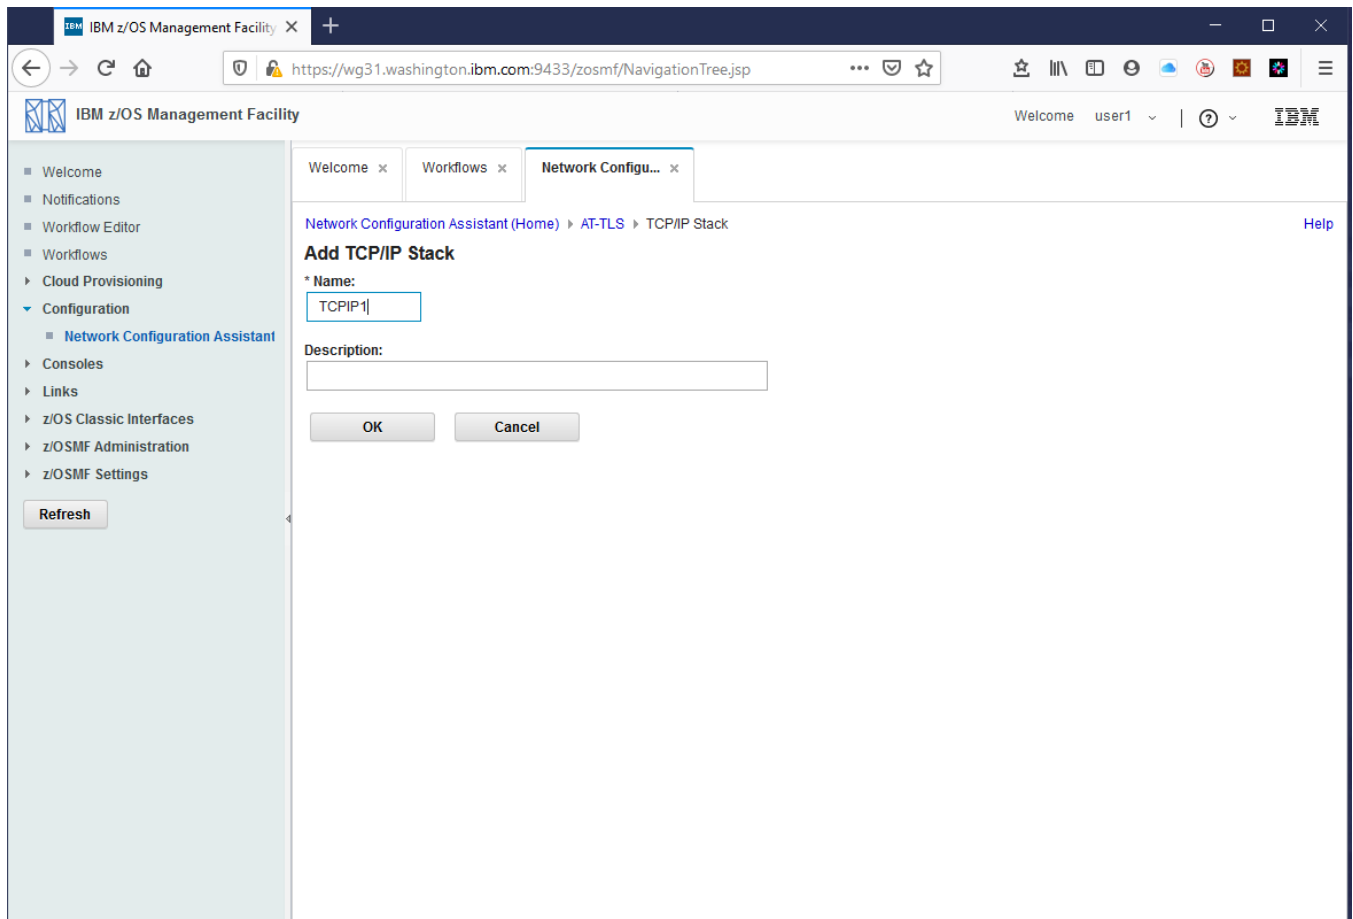 IBM IBM z/OS Management Facility
https://wg31.washington.ibm.com:9433/zosmf/NavigationTree.jsp
IBM z/OS Management Facility
Welcome user1
IBM
Welcome
Notifications
Workflow Editor
Workflows
Cloud Provisioning
Configuration
Network Configuration Assistant
Consoles
Links
z/OS Classic Interfaces
z/OSMF Administration
z/OSMF Settings
Refresh
Welcome
Workflows
Network Configu...
Network Configuration Assistant (Home) AT-TLS TCP/IP Stack
Help
Add TCP/IP Stack
* Name:
TCPIP1
Description:
OK Cancel